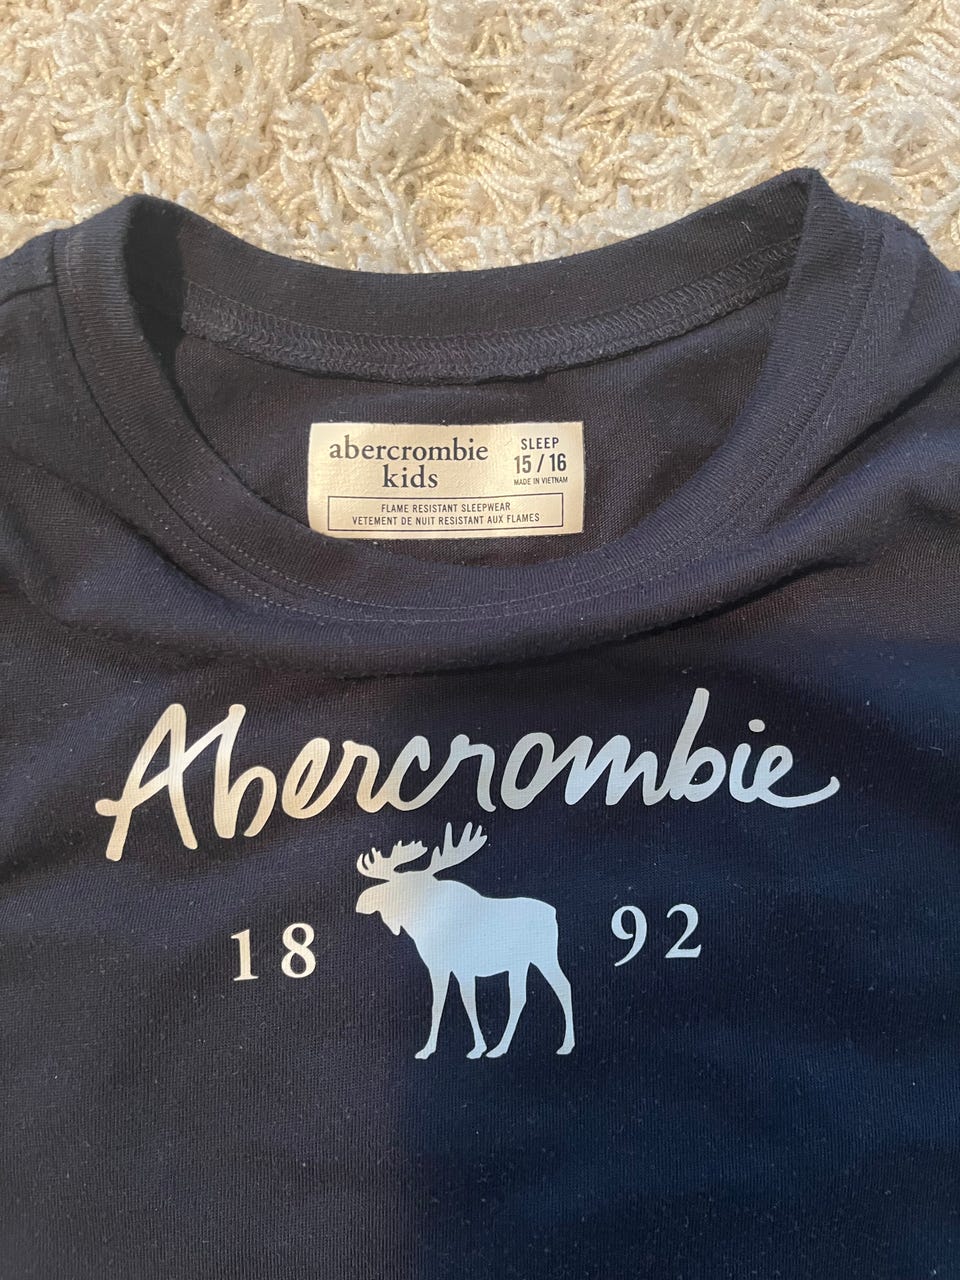 abercrombie
kids
SLEEP
15 / 16
MADE IN VIETNAM
FLAME RESISTANT SLEEPWEAR
VETEMENT DE NUIT RESISTANT AUX FLAMES
Abercrombie
18 92